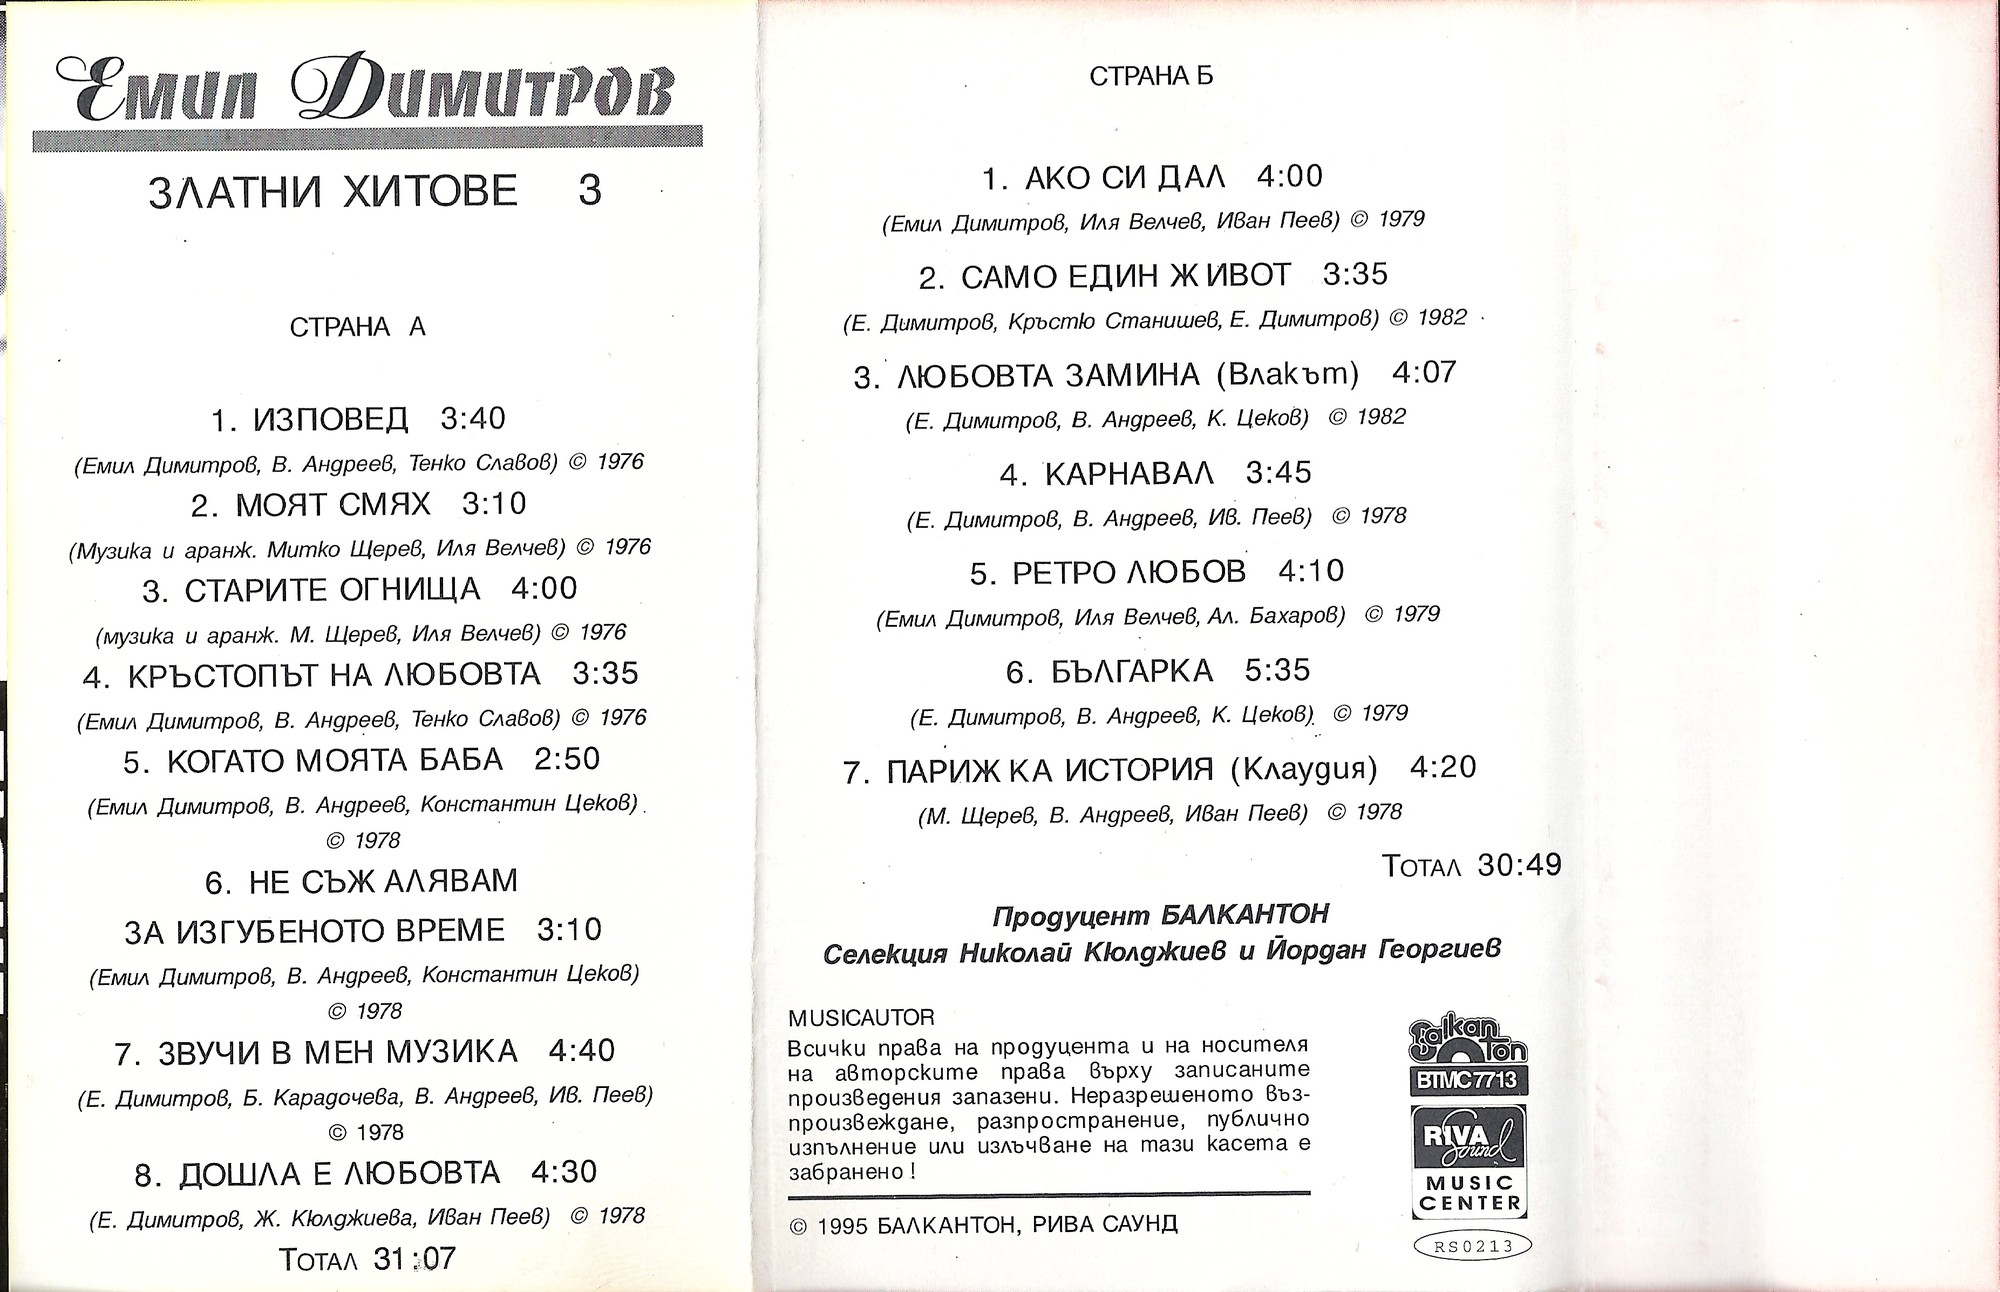 Емил Димитров
ЗЛАТНИ ХИТОВЕ 3
СТРАНА А
1. ИЗПОВЕД 3:40
(Емил Димитров, В. Андреев, Тенко Славов) © 1976
2. МОЯТ СМЯХ 3:10
(Музика и аранж. Митко Щерев, Иля Велчев) © 1976
3. СТАРИТЕ ОГНИЩА 4:00
(музика и аранж. М. Щерев, Иля Велчев) © 1976
4. КРЪСТОПЪТ НА ЛЮБОВТА 3:35
(Емил Димитров, В. Андреев, Тенко Славов) © 1976
5. КОГАТО МОЯТА БАБА 2:50
(Емил Димитров, В. Андреев, Константин Цеков).
© 1978
6. НЕ СЪЖАЛЯВАМ
ЗА ИЗГУБЕНОТО ВРЕМЕ 3:10
(Емил Димитров, В. Андреев, Константин Цеков)
© 1978
7. ЗВУЧИ В МЕН МУЗИКА 4:40
(Е. Димитров, Б. Карадочева, В. Андреев, Ив. Пеев)
© 1978
8. ДОШЛА Е ЛЮБОВТА 4:30
(Е. Димитров, Ж. Кюлджиева, Иван Пеев) © 1978
Тотал 31:07
СТРАНА Б
1. АКО СИ ДАЛ 4:00
(Емил Димитров, Иля Велчев, Иван Пеев) © 1979
2. САМО ЕДИН ЖИВОТ 3:35
(Е. Димитров, Кръстю Станишев, Е. Димитров) © 1982
3. ЛЮБОВТА ЗАМИНА (Влакът) 4:07
(Е. Димитров, В. Андреев, К. Цеков) © 1982
4. КАРНАВАЛ 3:45
(Е. Димитров, В. Андреев, Ив. Пеев) © 1978
5. РЕТРО ЛЮБОВ 4:10
(Емил Димитров, Иля Велчев, Ал. Бахаров) © 1979
6. БЪЛГАРКА 5:35
(Е. Димитров, В. Андреев, К. Цеков) © 1979
7. ПАРИЖКА ИСТОРИЯ (Клаудия) 4:20
(М. Щерев, В. Андреев, Иван Пеев) © 1978
Тотал 30:49
Продуцент БАЛКАНТОН
Селекция Николай Кюлджиев и Йордан Георгиев
MUSICAUTOR
Всички права на продуцента и на носителя
на авторските права върху записаните
произведения запазени. Неразрешеното въз-
произвеждане, разпространение, публично
изпълнение или излъчване на тази касета е
забранено !
© 1995 БАЛКАНТОН, РИВА САУНД
Balkan
ton
BTMC 7713
RIVA
Sound
MUSIC
CENTER
RS0213